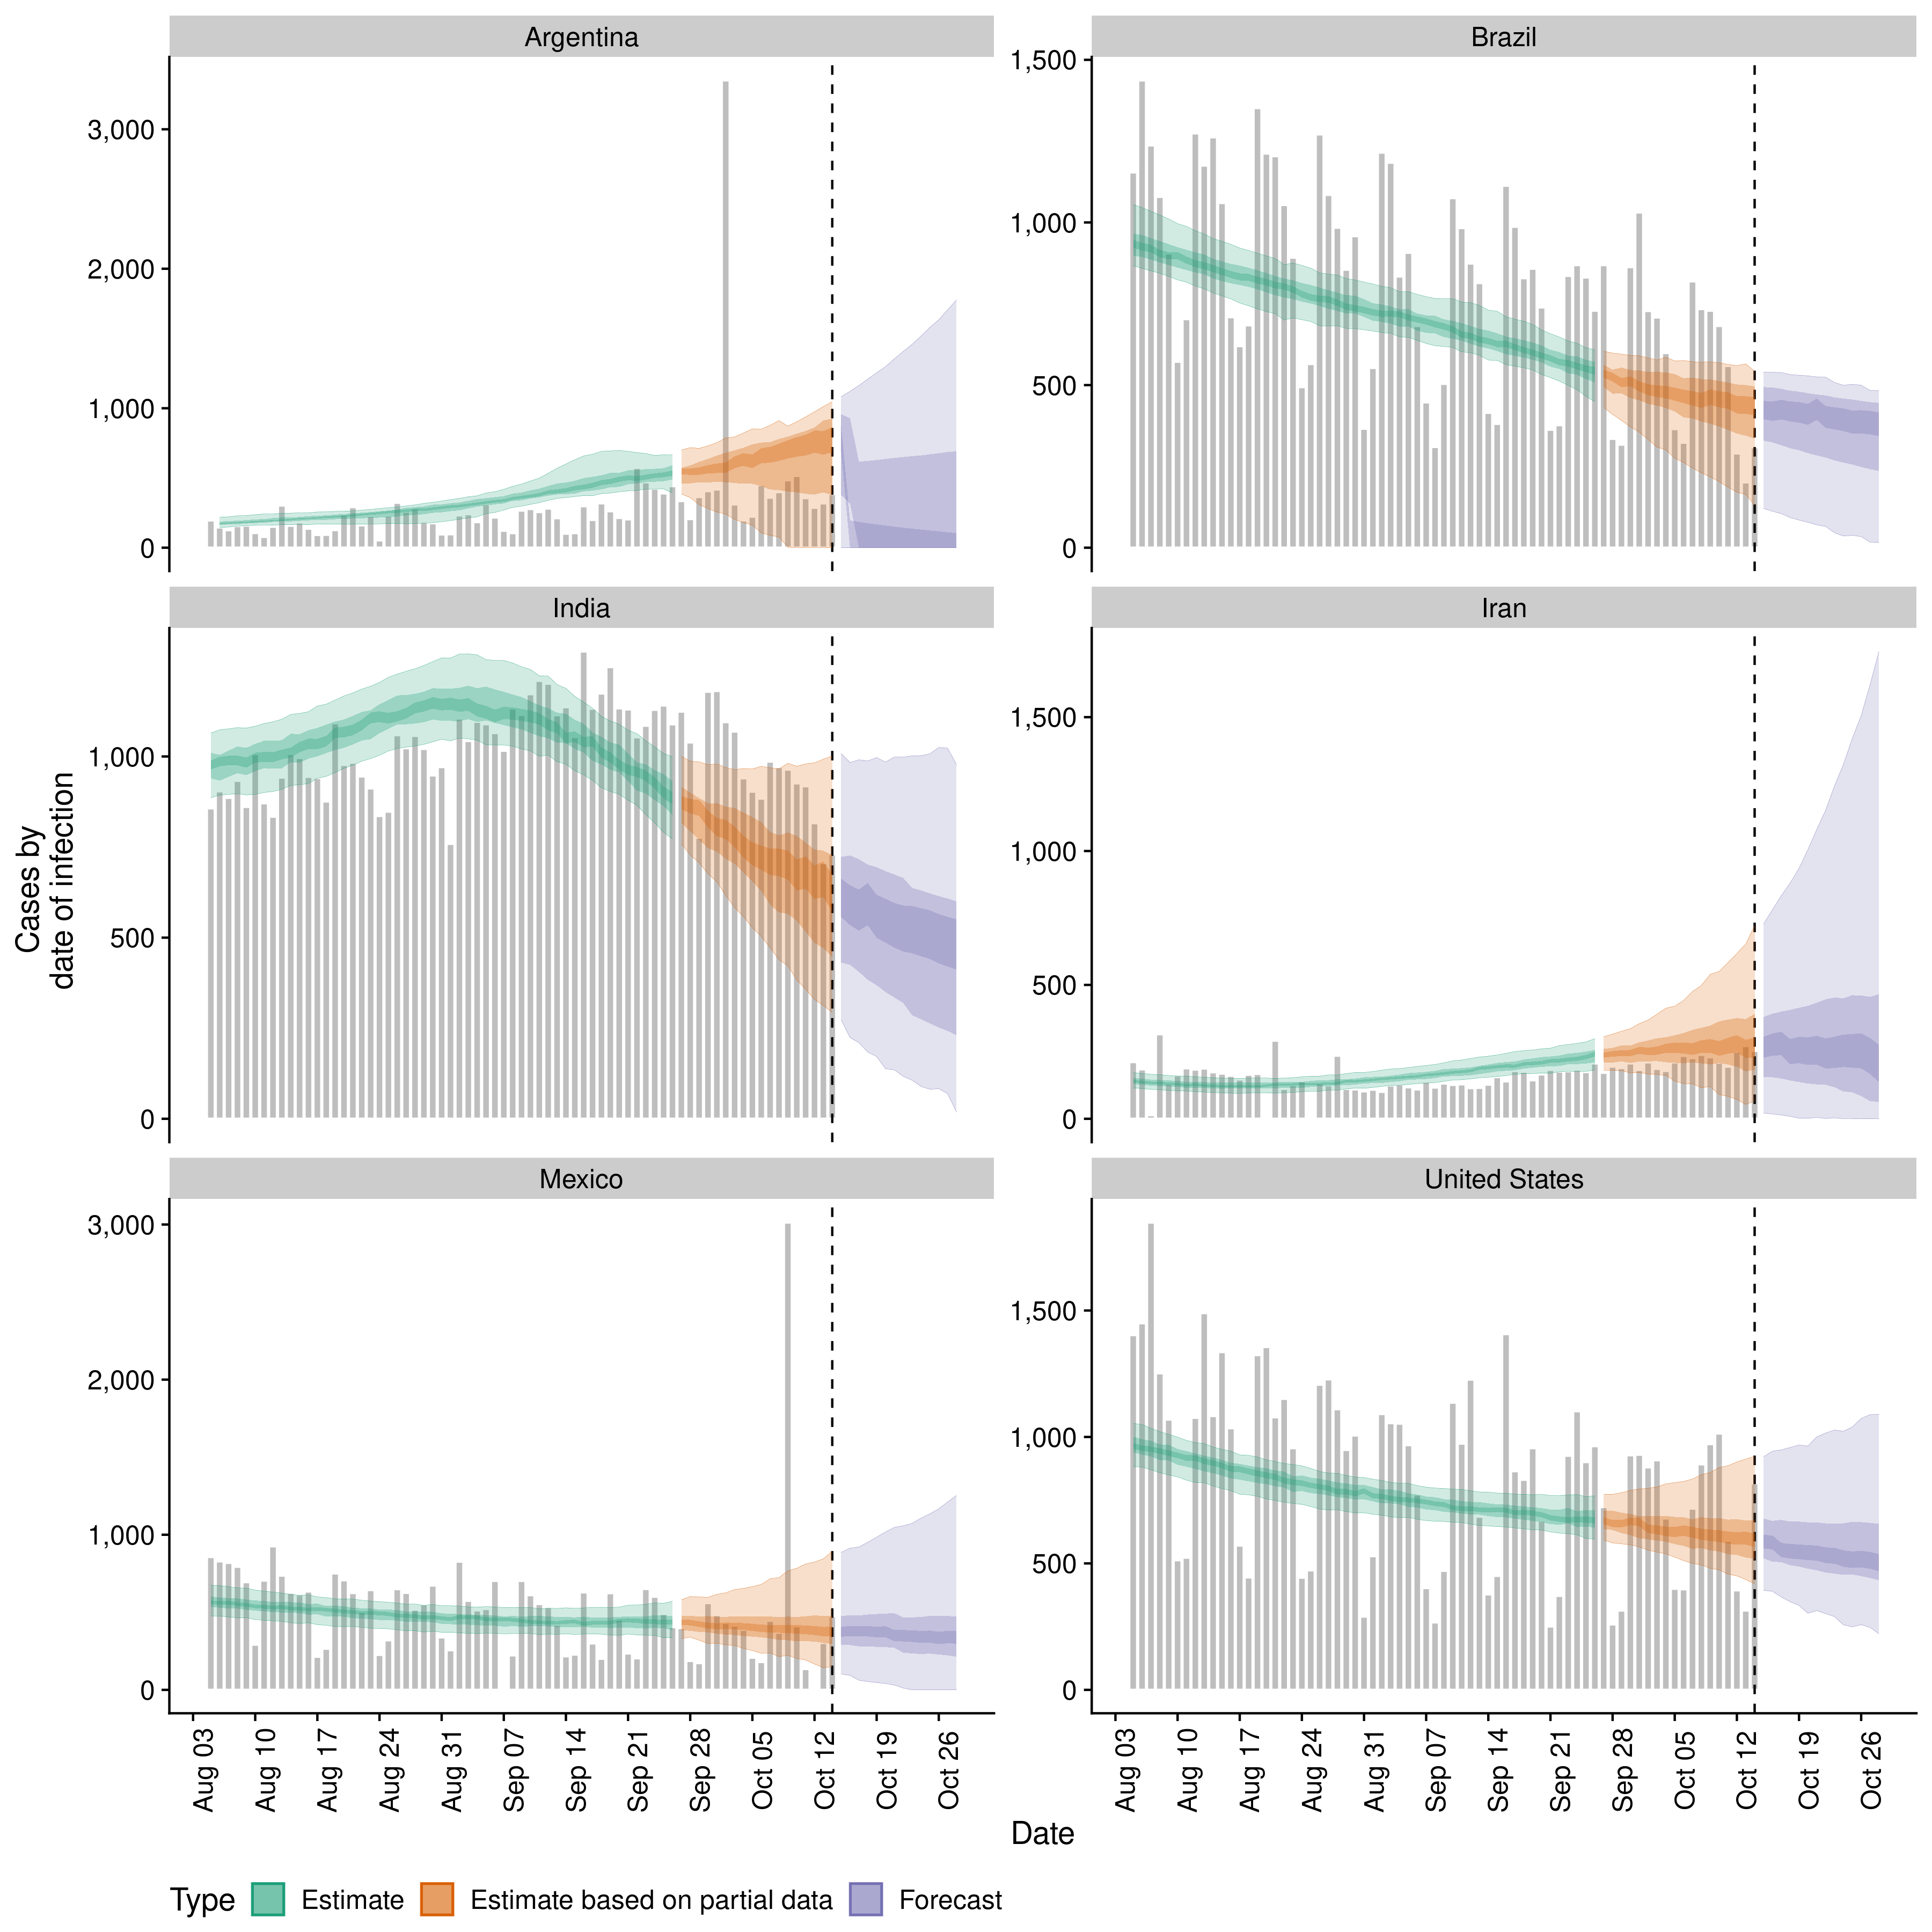 Argentina
Brazil
3,000
2,000
1,000
0
1,500
1,000
500
0
India
Iran
1,000
500
0
1,500
1,000
500
0
Cases by
date of infection
Mexico
United States
3,000
2,000
1,000
0
1,500
1,000
500
0
Aug 03
Aug 10
Aug 17
Aug 24
Aug 31
Sep 07
Sep 14
Sep 21
Sep 28
Oct 05
Oct 12
Oct 19
Oct 26
Aug 03
Aug 10
Aug 17
Aug 24
Aug 31
Sep 07
Sep 14
Sep 21
Sep 28
Oct 05
Oct 12
Oct 19
Oct 26
Date
Type Estimate Estimate based on partial data Forecast